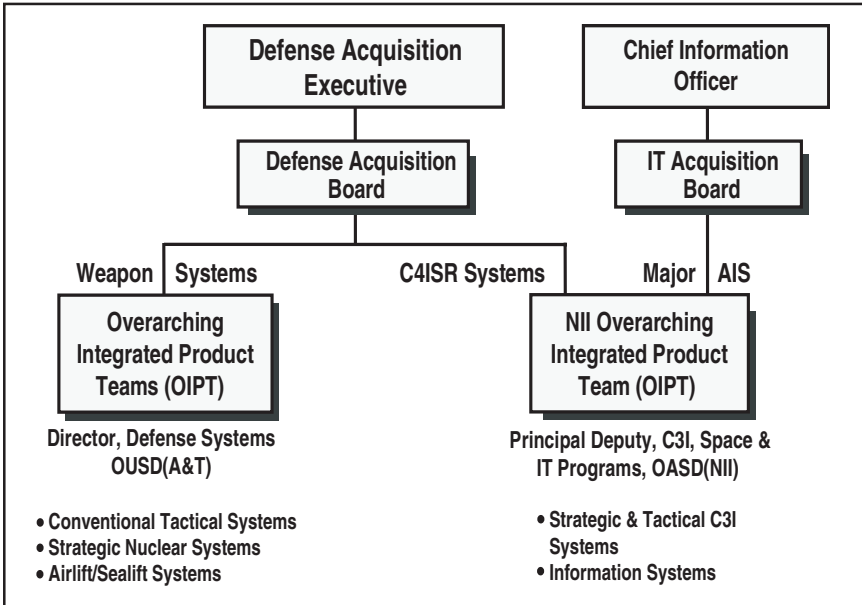 Defense Acquisition
Executive
Chief Information
Officer
Defense Acquisition
Board
IT Acquisition
Board
Weapon Systems
C4ISR Systems
Major AIS
Overarching
Integrated Product
Teams (OIPT)
NII Overarching
Integrated Product
Team (OIPT)
Director, Defense Systems
OUSD(A&T)
Principal Deputy, C3I, Space &
IT Programs, OASD(NII)
• Conventional Tactical Systems
• Strategic Nuclear Systems
• Airlift/Sealift Systems
• Strategic & Tactical C3I
Systems
• Information Systems